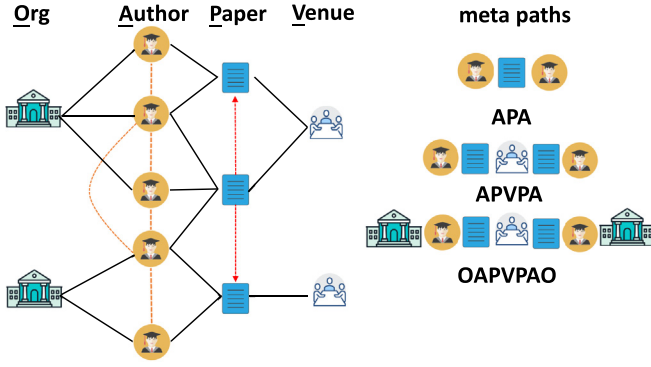 Org Author Paper Venue meta paths
APA
APVPA
OAPVPAO